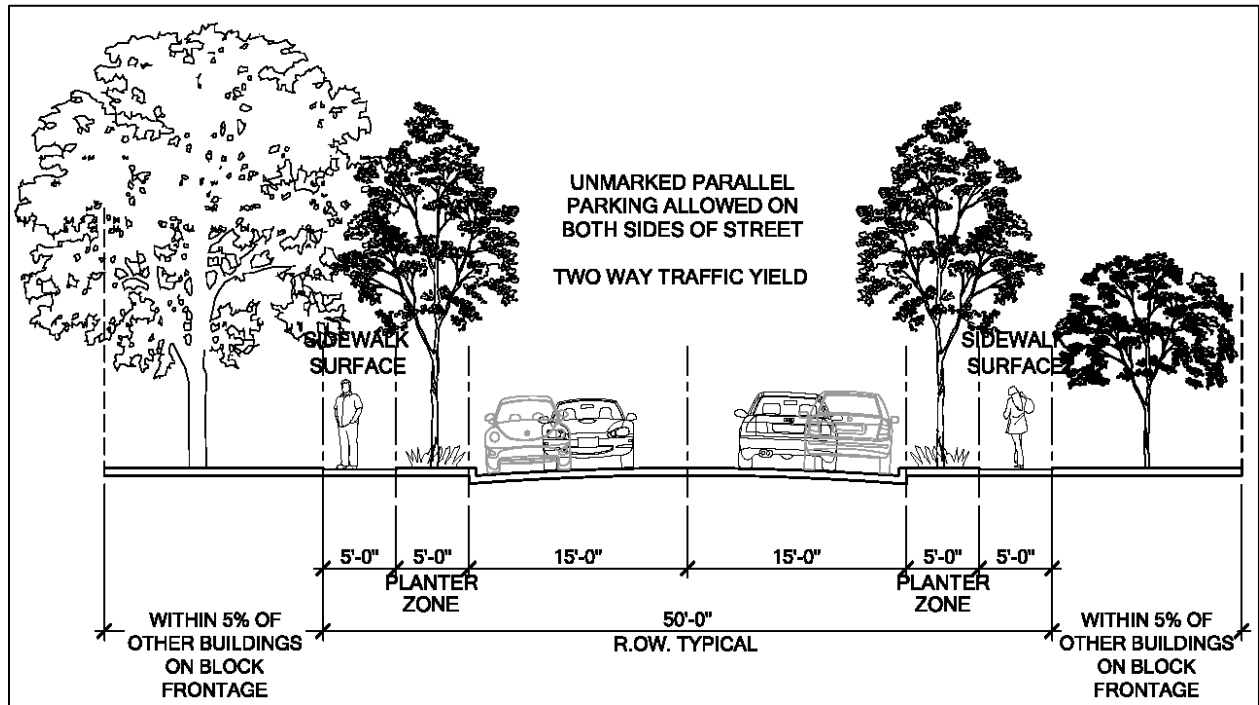 UNMARKED PARALLEL
PARKING ALLOWED ON
BOTH SIDES OF STREET
TWO WAY TRAFFIC YIELD
SIDEWALK
SURFACE
SIDEWALK
SURFACE
5'-0"
5'-0"
15'-0"
15'-0"
5'-0"
5'-0"
PLANTER
ZONE
PLANTER
ZONE
50'-0"
R.OW. TYPICAL
WITHIN 5% OF
OTHER BUILDINGS
ON BLOCK
FRONTAGE
WITHIN 5% OF
OTHER BUILDINGS
ON BLOCK
FRONTAGE